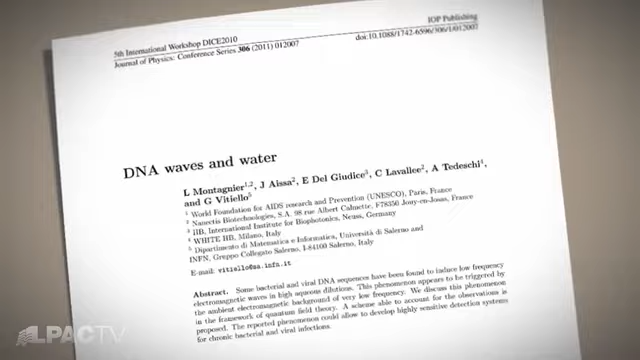 5th International Workshop DICE2010
IOP Publishing
Journal of Physics: Conference Series 306 (2011) 012007
doi:10.1088/1742-6596/306/1/012007
DNA waves and water
L Montagnier1,2, J Aissa2, E Del Giudice3, C Lavallee2, A Tedeschi4,
and G Vitiello5
1 World Foundation for AIDS research and Prevention (UNESCO), Paris, France
2 Nanectis Biotechnologies, S.A. 98 rue Albert Calmette, F78350 Jouy-en-Josas, France
3 IIB, International Institute for Biophotonics, Neuss, Germany
4 WHITE HB, Milano, Italy
5 Dipartimento di Matematica e Informatica, Università di Salerno and
INFN, Gruppo Collegato Salerno, I-84100 Salerno, Italy
E-mail: vitiello@sa.infn.it
Abstract. Some bacterial and viral DNA sequences have been found to induce low frequency
electromagnetic waves in high aqueous dilutions. This phenomenon appears to be triggered by
the ambient electromagnetic background of very low frequency. We discuss this phenomenon
in the framework of quantum field theory. A scheme able to account for the observations is
proposed. The reported phenomenon could allow to develop highly sensitive detection systems
for chronic bacterial and viral infections.
LPACTV